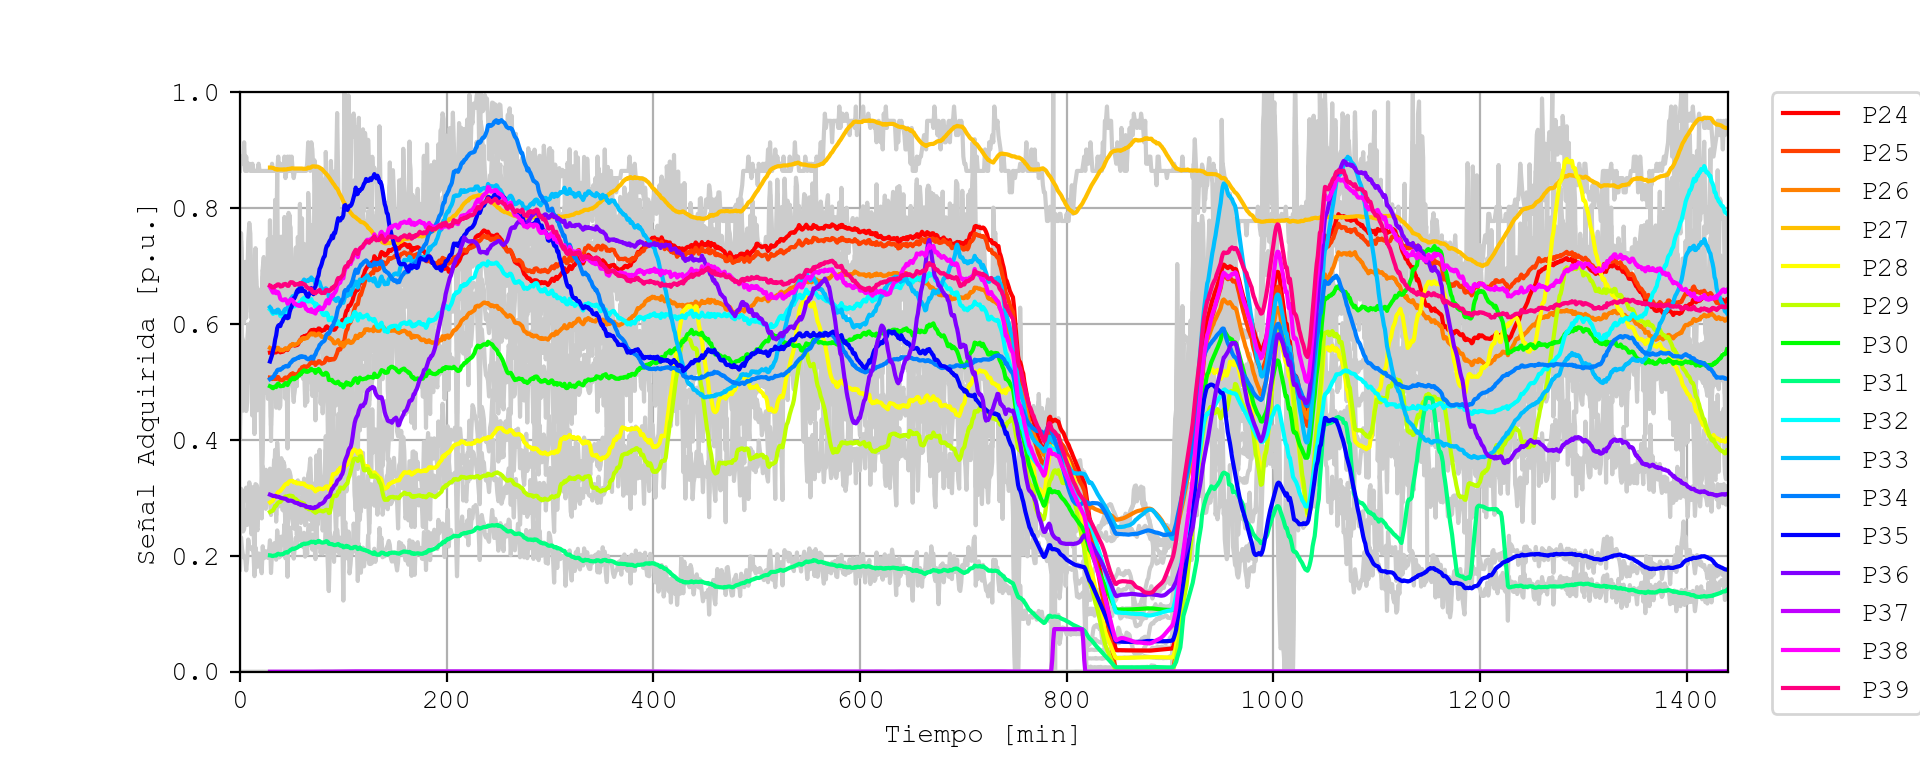 1.0
0.8
0.6
0.4
0.2
0.0
Señal Adquirida [p.u.]
0 200 400 600 800 1000 1200 1400
Tiempo [min]
P24
P25
P26
P27
P28
P29
P30
P31
P32
P33
P34
P35
P36
P37
P38
P39